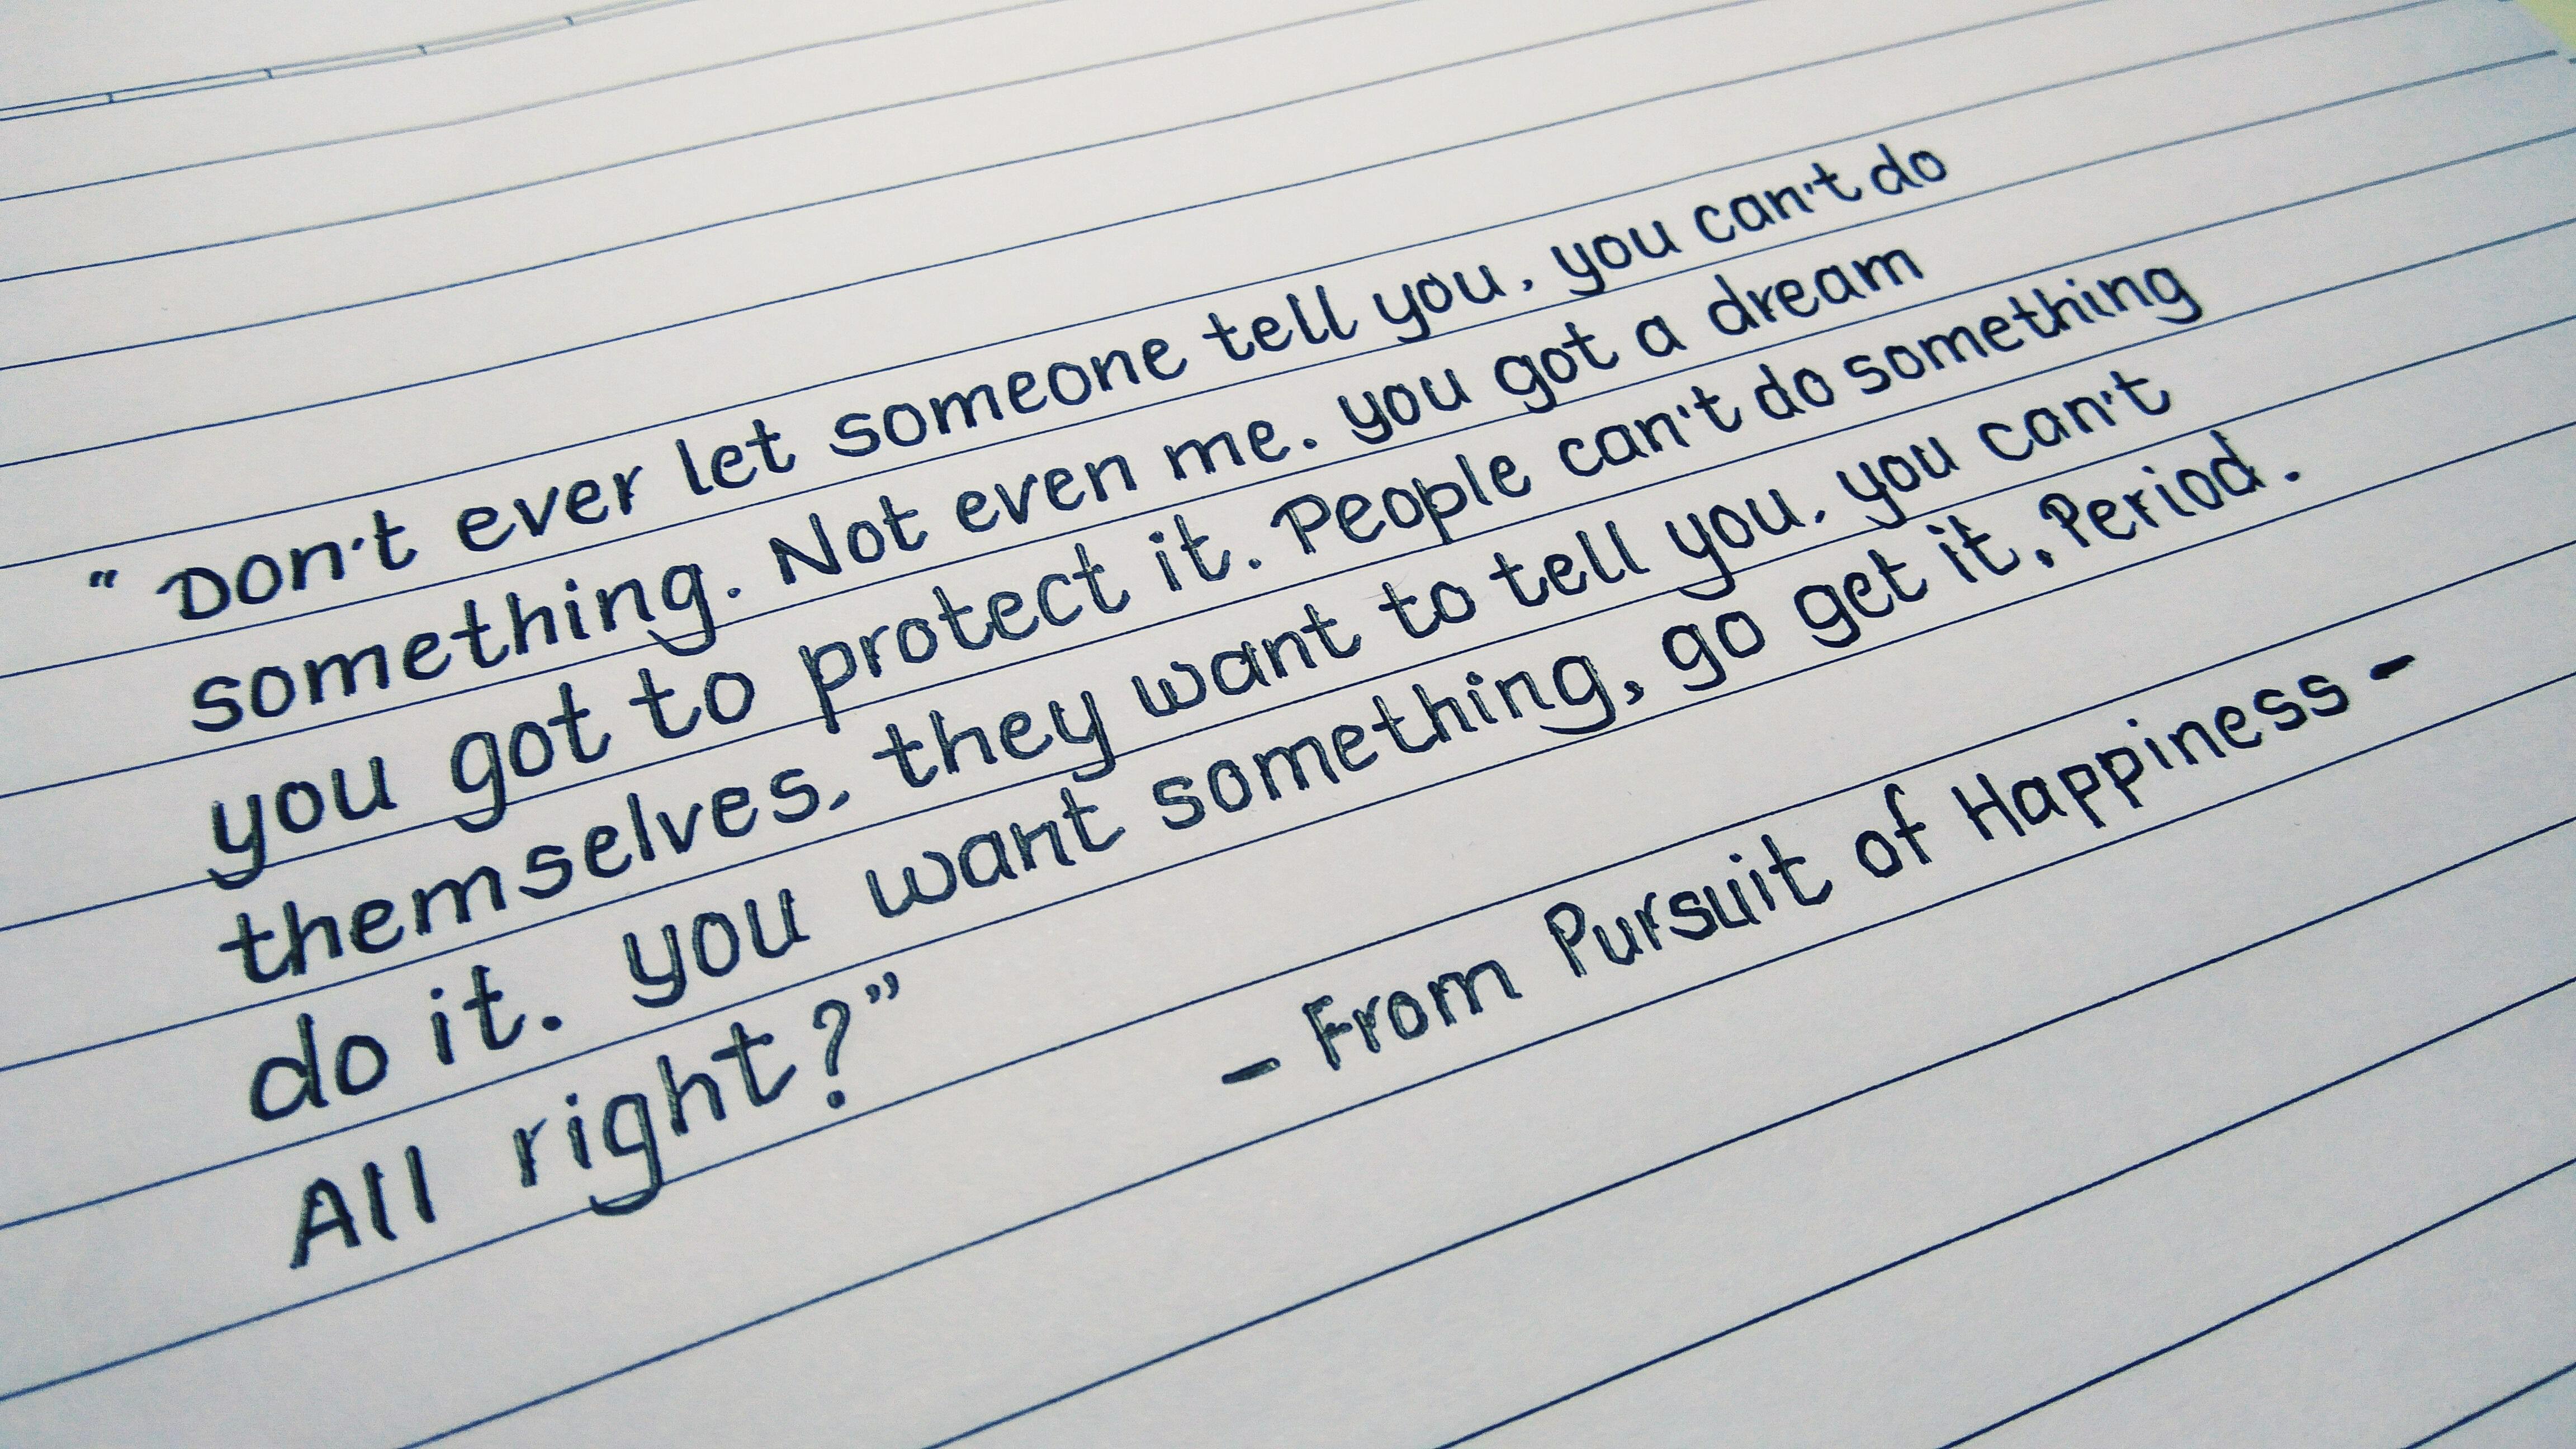 “ Don't ever let someone tell you, you can't do
something. Not even me. you got a dream
you got to protect it. People can't do something
themselves, they want to tell you, you can't
do it. you want something, go get it, Period.
All right?”
- From Pursuit of Happiness -